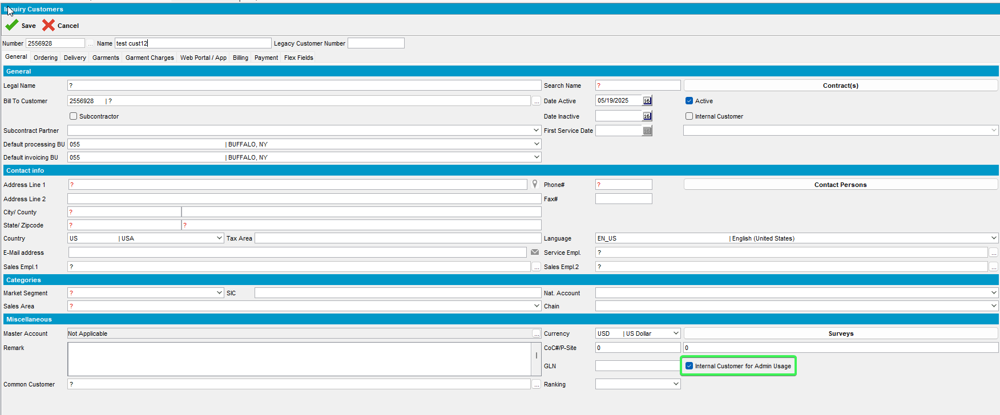 Inquiry Customers
Save Cancel
Number 2556928 ... Name test cust12 Legacy Customer Number
General Ordering Delivery Garments Garment Charges Web Portal / App Billing Payment Flex Fields
General
Legal Name ? Search Name ? Contract(s)
Bill To Customer 2556928 | ? ... Date Active 05/19/2025 16 Active
Subcontractor Date Inactive 16 Internal Customer
Subcontract Partner First Service Date 16
Default processing BU 055 | BUFFALO, NY
Default invoicing BU 055 | BUFFALO, NY
Contact info
Address Line 1 ? Phone# ? Contact Persons
Address Line 2 Fax#
City/ County ?
State/ Zipcode ? ?
Country US | USA Tax Area Language EN_US | English (United States)
E-Mail address Service Empl. ? ...
Sales Empl.1 ? ... Sales Empl.2 ? ...
Categories
Market Segment ? SIC Nat. Account
Sales Area ? Chain
Miscellaneous
Master Account Not Applicable ... Currency USD | US Dollar Surveys
Remark CoC#/P-Site 0 0
GLN Internal Customer for Admin Usage
Common Customer ? ... Ranking